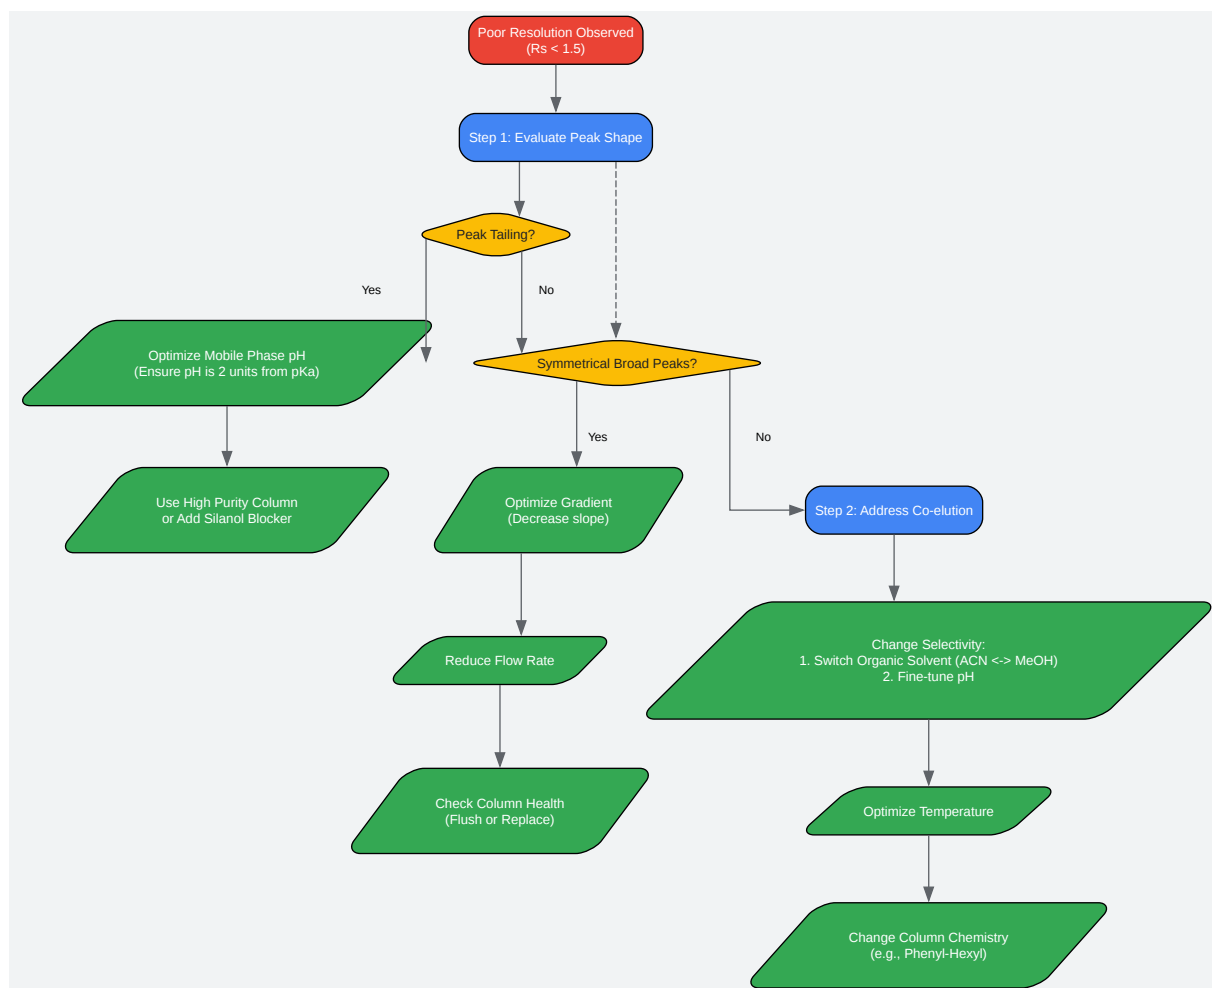 Poor Resolution Observed
(Rs < 1.5)
Step 1: Evaluate Peak Shape
Peak Tailing?
Yes
No
Optimize Mobile Phase pH
(Ensure pH is 2 units from pKa)
Symmetrical Broad Peaks?
Yes
No
Use High Purity Column
or Add Silanol Blocker
Optimize Gradient
(Decrease slope)
Step 2: Address Co-elution
Reduce Flow Rate
Change Selectivity:
1. Switch Organic Solvent (ACN <-> MeOH)
2. Fine-tune pH
Check Column Health
(Flush or Replace)
Optimize Temperature
Change Column Chemistry
(e.g., Phenyl-Hexyl)